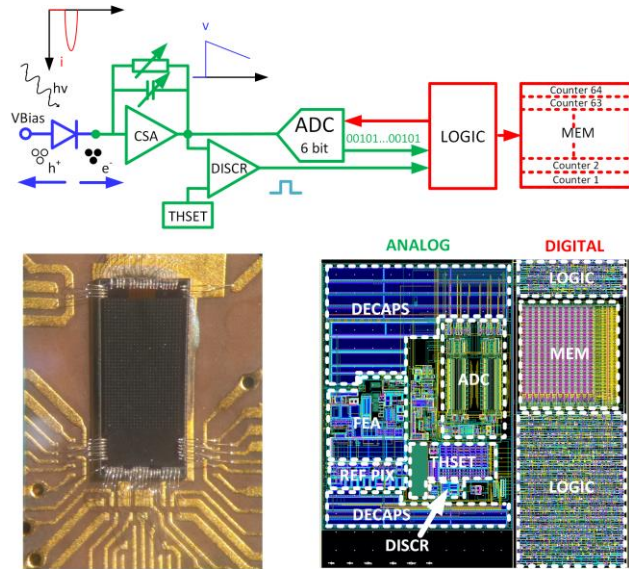 v
i
hv
VBias
h⁺
e⁻
CSA
DISCR
THSET
ADC
6 bit
00101...00101
LOGIC
Counter 64
Counter 63
MEM
Counter 2
Counter 1
ANALOG
DIGITAL
DECAPS
LOGIC
MEM
ADC
FEA
THSET
REF PIX
LOGIC
DECAPS
DISCR